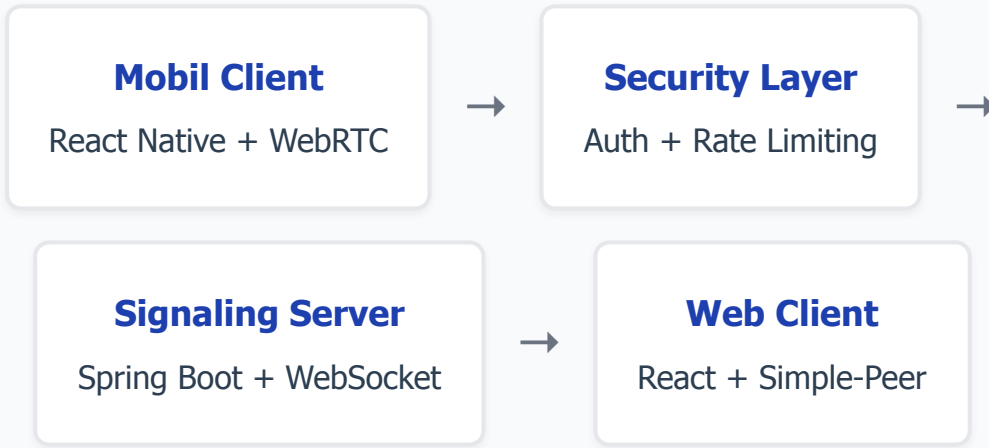 Mobil Client
React Native + WebRTC
→
Security Layer
Auth + Rate Limiting
→
Signaling Server
Spring Boot + WebSocket
→
Web Client
React + Simple-Peer